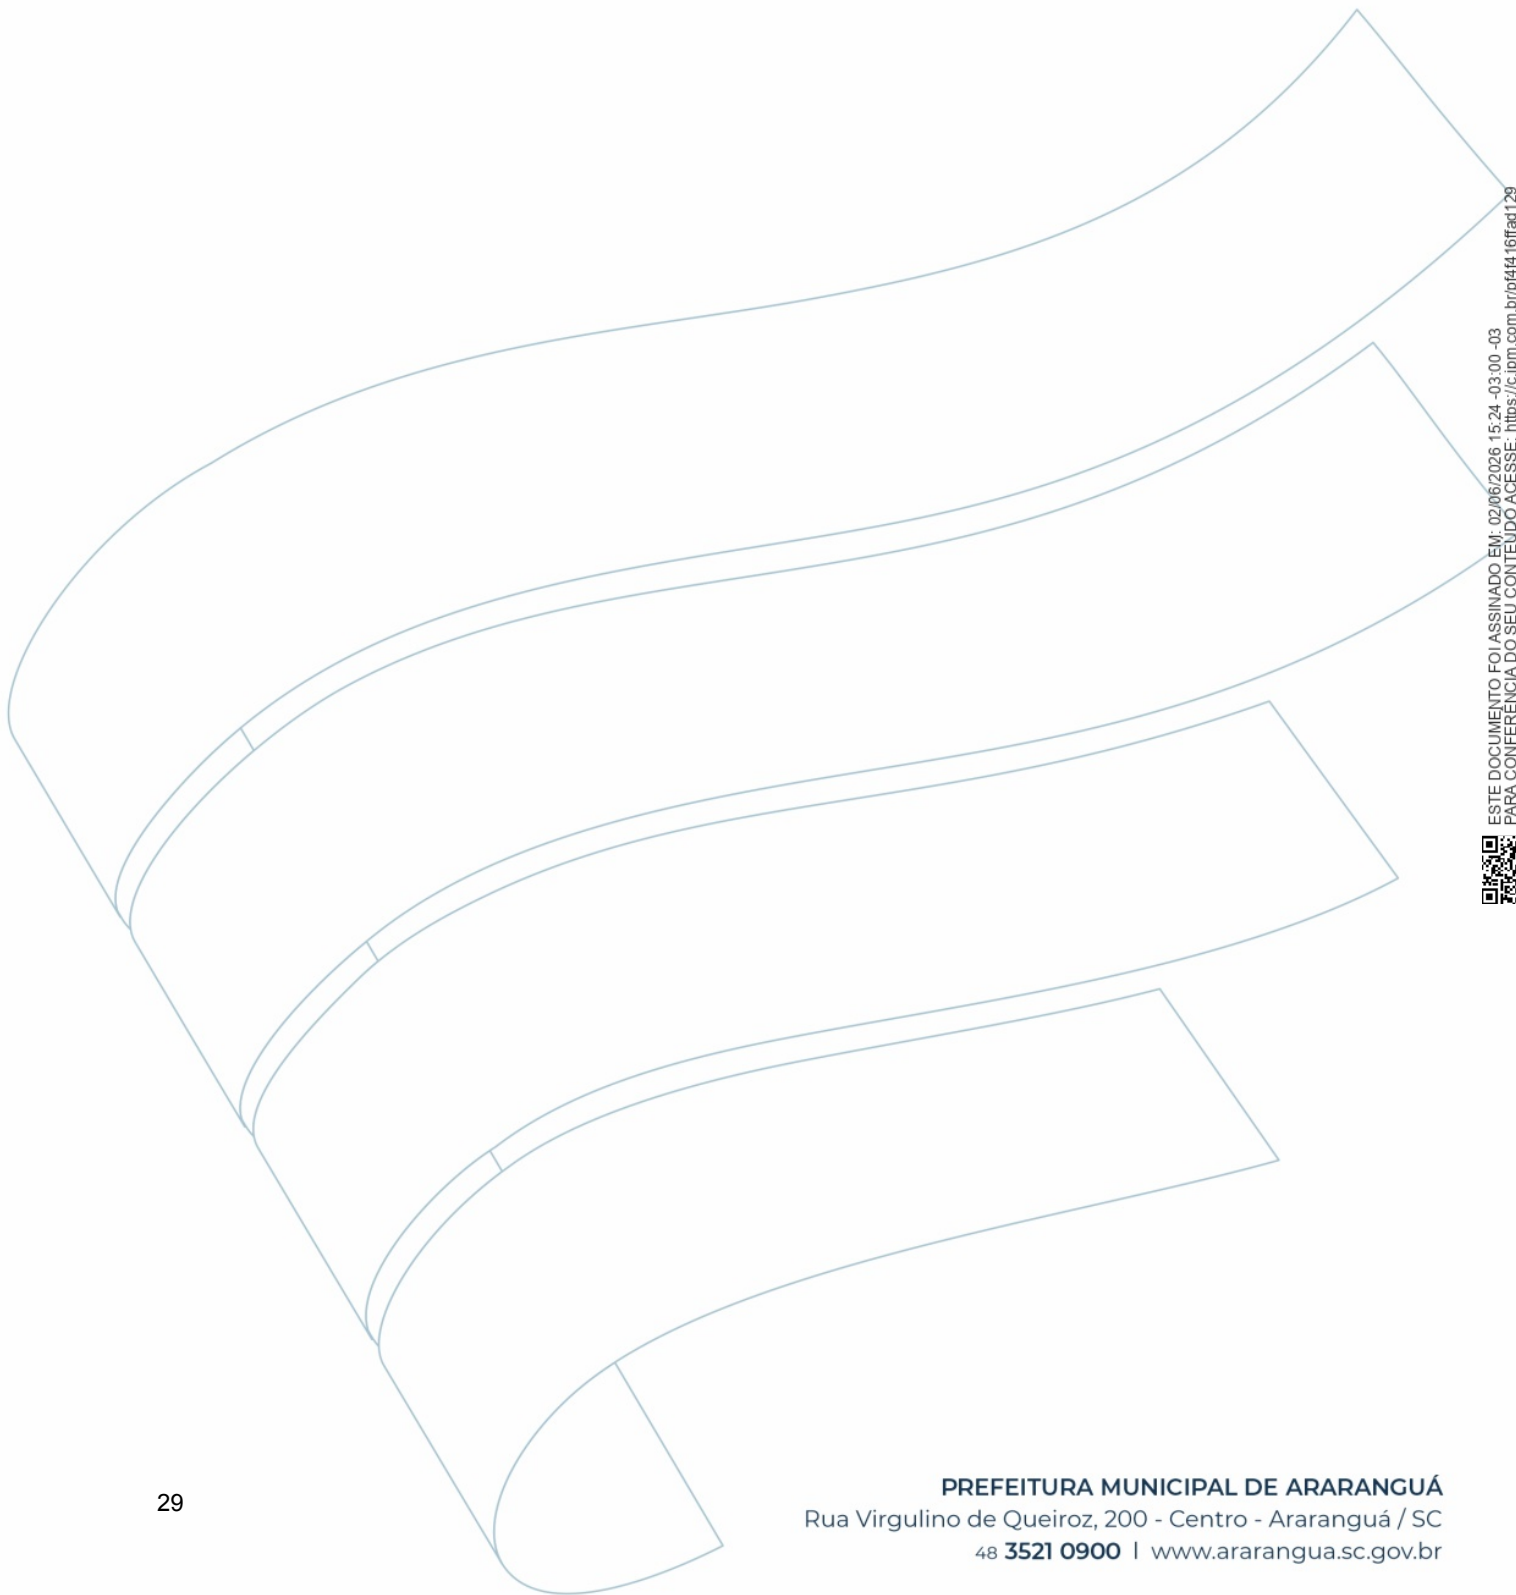 ESTE DOCUMENTO FOI ASSINADO EM: 02/06/2026 15:24 -03:00 -03
PARA CONFERÊNCIA DO SEU CONTEÚDO ACESSE: https://c.ipm.com.br/pf4f416ffad129
29
PREFEITURA MUNICIPAL DE ARARANGUÁ
Rua Virgulino de Queiroz, 200 - Centro - Araranguá / SC
48 3521 0900 | www.ararangua.sc.gov.br